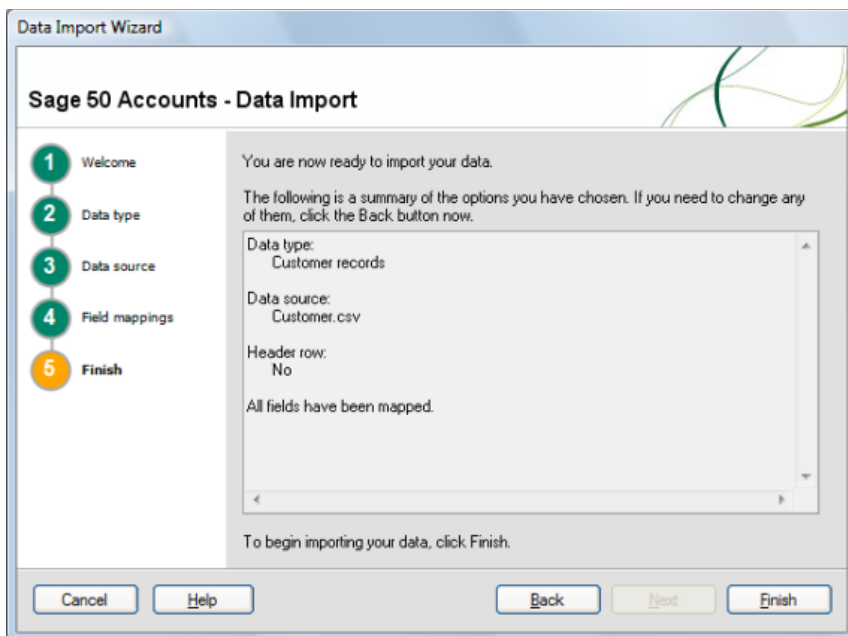 Data Import Wizard
Sage 50 Accounts - Data Import
1 Welcome
2 Data type
3 Data source
4 Field mappings
5 Finish
You are now ready to import your data.
The following is a summary of the options you have chosen. If you need to change any
of them, click the Back button now.
Data type:
Customer records
Data source:
Customer.csv
Header row:
No
All fields have been mapped.
To begin importing your data, click Finish.
Cancel Help Back Next Finish